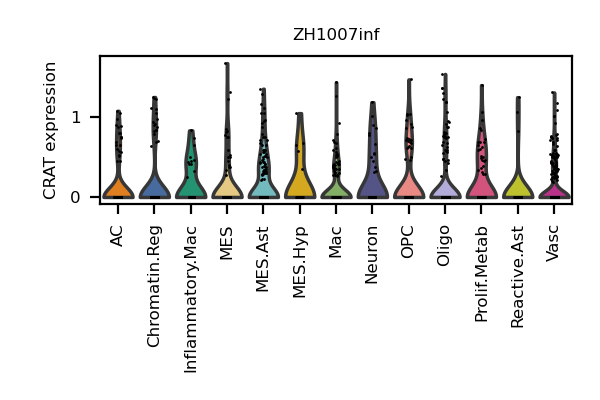 ZH1007inf
CRAT expression
1
0
AC
Chromatin.Reg
Inflammatory.Mac
MES
MES.Ast
MES.Hyp
Mac
Neuron
OPC
Oligo
Prolif.Metab
Reactive.Ast
Vasc